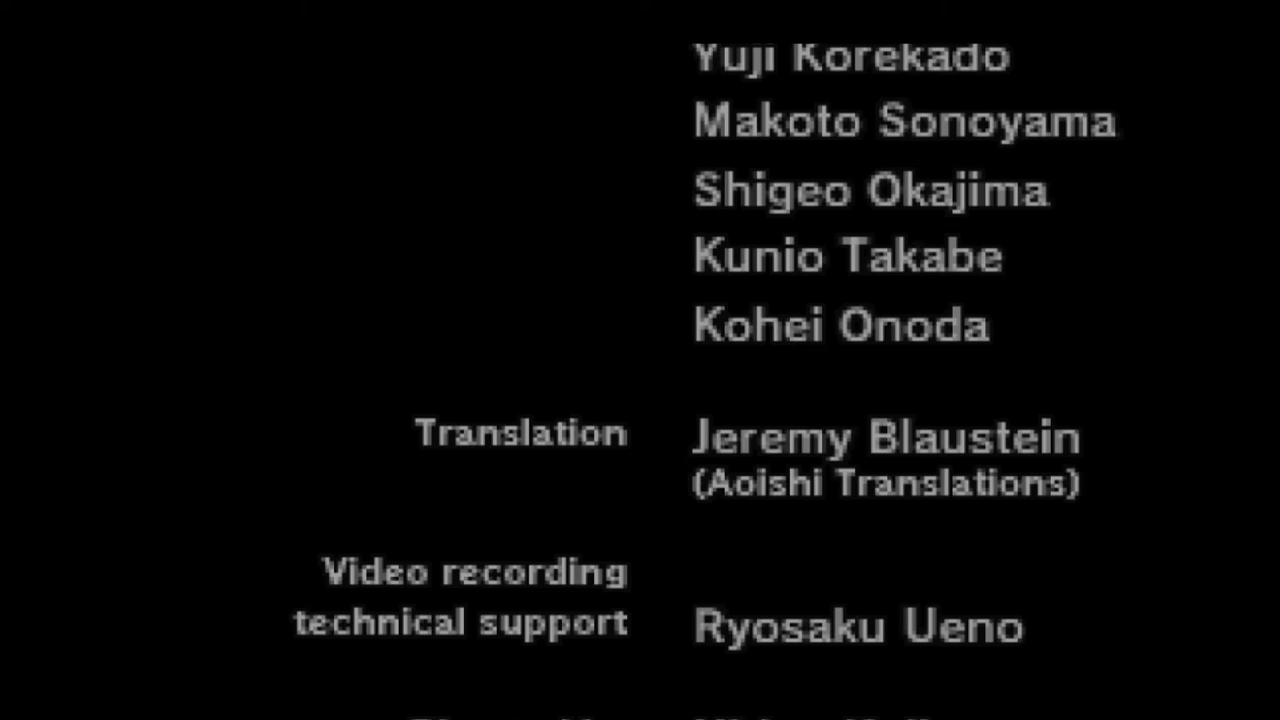 Yuji Korekado
Makoto Sonoyama
Shigeo Okajima
Kunio Takabe
Kohei Onoda
Translation Jeremy Blaustein
(Aoishi Translations)
Video recording
technical support Ryosaku Ueno